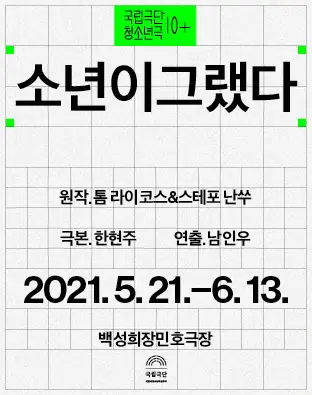 국립극단
청소년극 10+
소년이그랬다
원작.톰 라이코스&스테포 난쑤
극본.한현주 연출.남인우
2021. 5. 21.–6. 13.
백성희장민호극장
국립극단